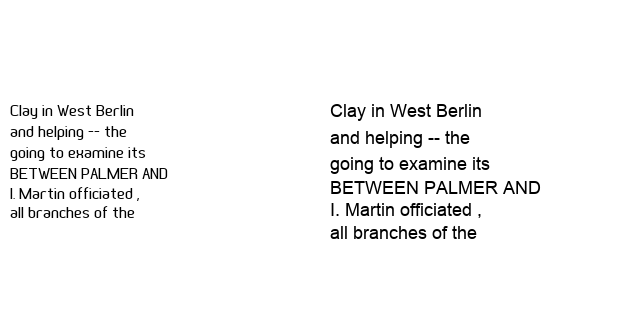 Clay in West Berlin
and helping -- the
going to examine its
BETWEEN PALMER AND
I. Martin officiated ,
all branches of the
Clay in West Berlin
and helping -- the
going to examine its
BETWEEN PALMER AND
I. Martin officiated ,
all branches of the